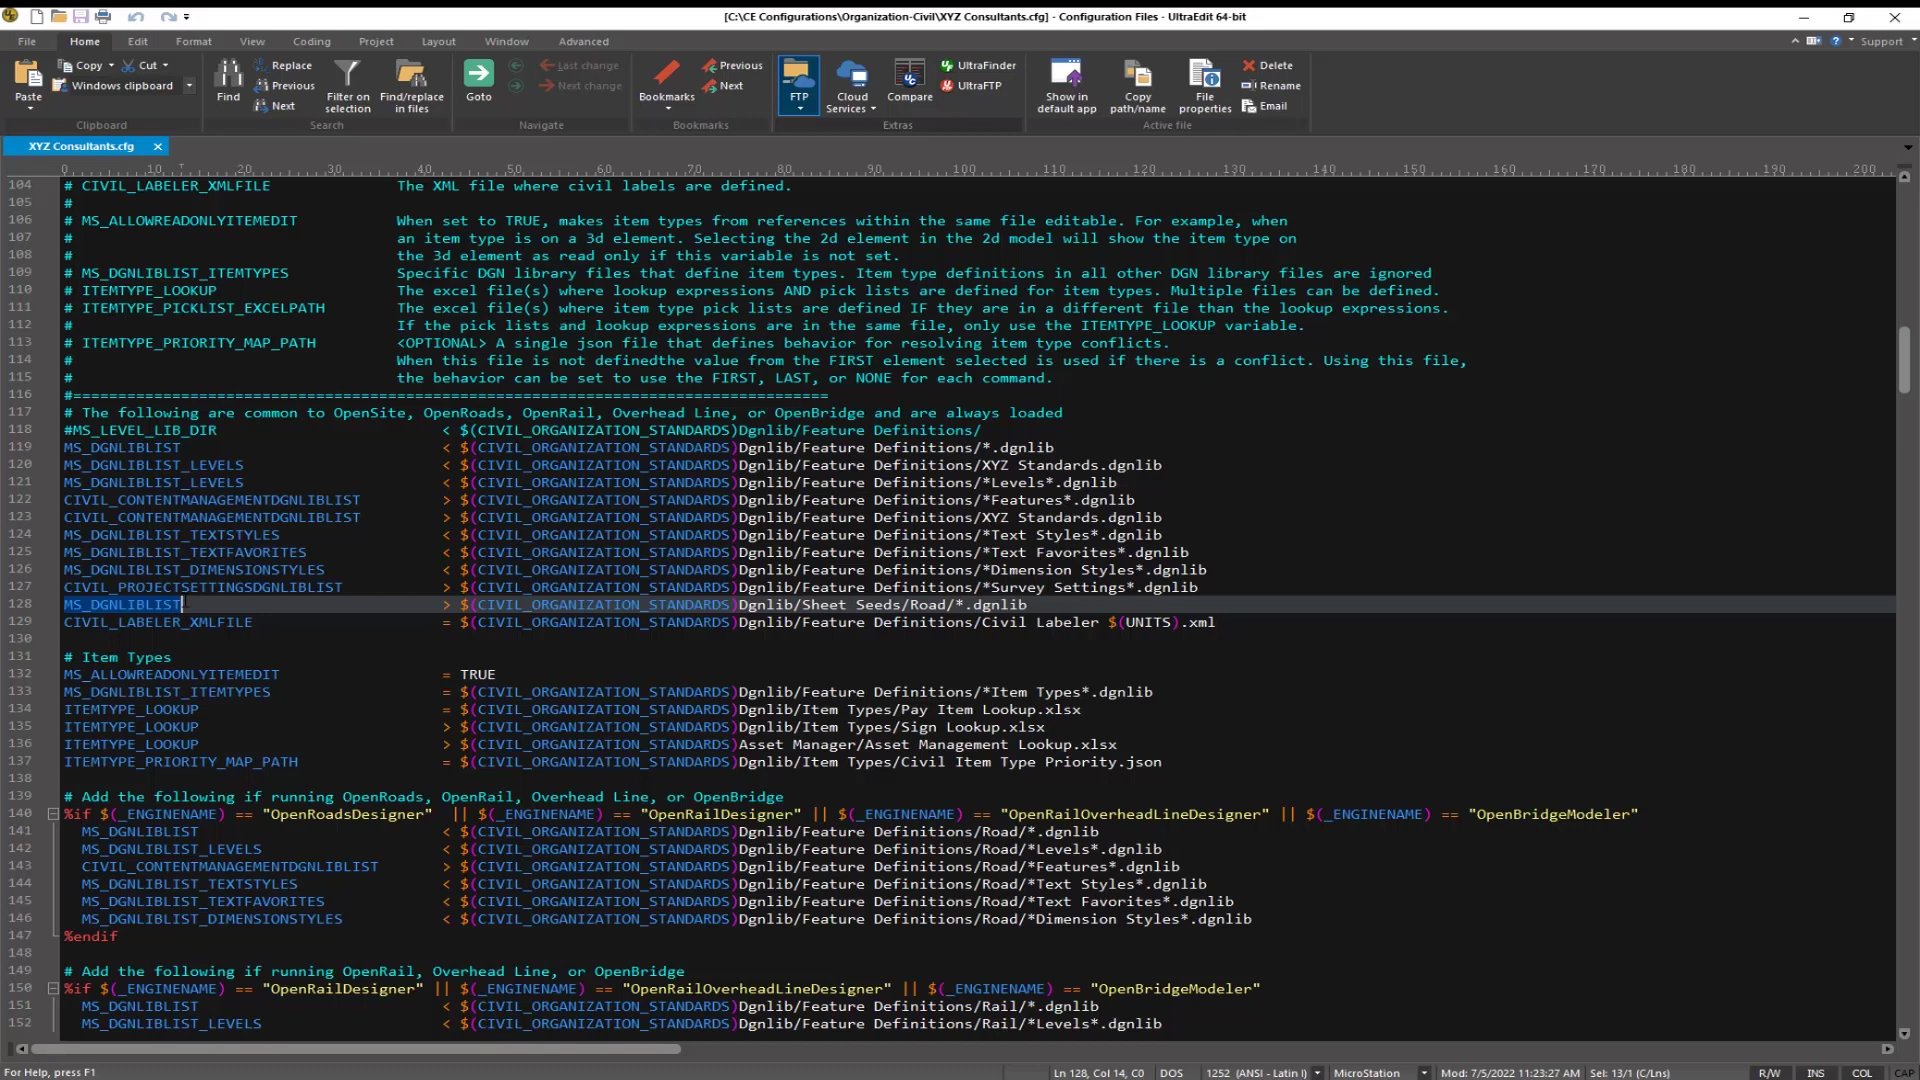 [C:\CE Configurations\Organization-Civil\XYZ Consultants.cfg] - Configuration Files - UltraEdit 64-bit
File Home Edit Format View Coding Project Layout Window Advanced Support
Paste Copy Cut Windows clipboard Clipboard
Find Replace Previous Next Filter on selection Find/replace in files Search
Goto Last change Next change Navigate
Bookmarks Previous Next Bookmarks
FTP Cloud Services Compare UltraFinder UltraFTP Extras
Show in default app Copy path/name File properties Delete Rename Email Active file
XYZ Consultants.cfg
0 10 20 30 40 50 60 70 80 90 100 110 120 130 140 150 160 170 180 190 200
104 # CIVIL_LABELER_XMLFILE The XML file where civil labels are defined.
105 #
106 # MS_ALLOWREADONLYITEMEDIT When set to TRUE, makes item types from references within the same file editable. For example, when
107 # an item type is on a 3d element. Selecting the 2d element in the 2d model will show the item type on
108 # the 3d element as read only if this variable is not set.
109 # MS_DGNLIBLIST_ITEMTYPES Specific DGN library files that define item types. Item type definitions in all other DGN library files are ignored
110 # ITEMTYPE_LOOKUP The excel file(s) where lookup expressions AND pick lists are defined for item types. Multiple files can be defined.
111 # ITEMTYPE_PICKLIST_EXCELPATH The excel file(s) where item type pick lists are defined IF they are in a different file than the lookup expressions.
112 # If the pick lists and lookup expressions are in the same file, only use the ITEMTYPE_LOOKUP variable.
113 # ITEMTYPE_PRIORITY_MAP_PATH <OPTIONAL> A single json file that defines behavior for resolving item type conflicts.
114 # When this file is not definedthe value from the FIRST element selected is used if there is a conflict. Using this file,
115 # the behavior can be set to use the FIRST, LAST, or NONE for each command.
116 #====================================================================================
117 # The following are common to OpenSite, OpenRoads, OpenRail, Overhead Line, or OpenBridge and are always loaded
118 #MS_LEVEL_LIB_DIR < $(CIVIL_ORGANIZATION_STANDARDS)Dgnlib/Feature Definitions/
119 MS_DGNLIBLIST < $(CIVIL_ORGANIZATION_STANDARDS)Dgnlib/Feature Definitions/*.dgnlib
120 MS_DGNLIBLIST_LEVELS < $(CIVIL_ORGANIZATION_STANDARDS)Dgnlib/Feature Definitions/XYZ Standards.dgnlib
121 MS_DGNLIBLIST_LEVELS < $(CIVIL_ORGANIZATION_STANDARDS)Dgnlib/Feature Definitions/*Levels*.dgnlib
122 CIVIL_CONTENTMANAGEMENTDGNLIBLIST > $(CIVIL_ORGANIZATION_STANDARDS)Dgnlib/Feature Definitions/*Features*.dgnlib
123 CIVIL_CONTENTMANAGEMENTDGNLIBLIST > $(CIVIL_ORGANIZATION_STANDARDS)Dgnlib/Feature Definitions/XYZ Standards.dgnlib
124 MS_DGNLIBLIST_TEXTSTYLES < $(CIVIL_ORGANIZATION_STANDARDS)Dgnlib/Feature Definitions/*Text Styles*.dgnlib
125 MS_DGNLIBLIST_TEXTFAVORITES < $(CIVIL_ORGANIZATION_STANDARDS)Dgnlib/Feature Definitions/*Text Favorites*.dgnlib
126 MS_DGNLIBLIST_DIMENSIONSTYLES < $(CIVIL_ORGANIZATION_STANDARDS)Dgnlib/Feature Definitions/*Dimension Styles*.dgnlib
127 CIVIL_PROJECTSETTINGSDGNLIBLIST > $(CIVIL_ORGANIZATION_STANDARDS)Dgnlib/Feature Definitions/*Survey Settings*.dgnlib
128 MS_DGNLIBLIST > $(CIVIL_ORGANIZATION_STANDARDS)Dgnlib/Sheet Seeds/Road/*.dgnlib
129 CIVIL_LABELER_XMLFILE = $(CIVIL_ORGANIZATION_STANDARDS)Dgnlib/Feature Definitions/Civil Labeler $(UNITS).xml
130
131 # Item Types
132 MS_ALLOWREADONLYITEMEDIT = TRUE
133 MS_DGNLIBLIST_ITEMTYPES = $(CIVIL_ORGANIZATION_STANDARDS)Dgnlib/Feature Definitions/*Item Types*.dgnlib
134 ITEMTYPE_LOOKUP = $(CIVIL_ORGANIZATION_STANDARDS)Dgnlib/Item Types/Pay Item Lookup.xlsx
135 ITEMTYPE_LOOKUP > $(CIVIL_ORGANIZATION_STANDARDS)Dgnlib/Item Types/Sign Lookup.xlsx
136 ITEMTYPE_LOOKUP > $(CIVIL_ORGANIZATION_STANDARDS)Asset Manager/Asset Management Lookup.xlsx
137 ITEMTYPE_PRIORITY_MAP_PATH = $(CIVIL_ORGANIZATION_STANDARDS)Dgnlib/Item Types/Civil Item Type Priority.json
138
139 # Add the following if running OpenRoads, OpenRail, Overhead Line, or OpenBridge
140 %if $(_ENGINENAME) == "OpenRoadsDesigner" || $(_ENGINENAME) == "OpenRailDesigner" || $(_ENGINENAME) == "OpenRailOverheadLineDesigner" || $(_ENGINENAME) == "OpenBridgeModeler"
141 MS_DGNLIBLIST < $(CIVIL_ORGANIZATION_STANDARDS)Dgnlib/Feature Definitions/Road/*.dgnlib
142 MS_DGNLIBLIST_LEVELS < $(CIVIL_ORGANIZATION_STANDARDS)Dgnlib/Feature Definitions/Road/*Levels*.dgnlib
143 CIVIL_CONTENTMANAGEMENTDGNLIBLIST > $(CIVIL_ORGANIZATION_STANDARDS)Dgnlib/Feature Definitions/Road/*Features*.dgnlib
144 MS_DGNLIBLIST_TEXTSTYLES < $(CIVIL_ORGANIZATION_STANDARDS)Dgnlib/Feature Definitions/Road/*Text Styles*.dgnlib
145 MS_DGNLIBLIST_TEXTFAVORITES < $(CIVIL_ORGANIZATION_STANDARDS)Dgnlib/Feature Definitions/Road/*Text Favorites*.dgnlib
146 MS_DGNLIBLIST_DIMENSIONSTYLES < $(CIVIL_ORGANIZATION_STANDARDS)Dgnlib/Feature Definitions/Road/*Dimension Styles*.dgnlib
147 %endif
148
149 # Add the following if running OpenRail, Overhead Line, or OpenBridge
150 %if $(_ENGINENAME) == "OpenRailDesigner" || $(_ENGINENAME) == "OpenRailOverheadLineDesigner" || $(_ENGINENAME) == "OpenBridgeModeler"
151 MS_DGNLIBLIST < $(CIVIL_ORGANIZATION_STANDARDS)Dgnlib/Feature Definitions/Rail/*.dgnlib
152 MS_DGNLIBLIST_LEVELS < $(CIVIL_ORGANIZATION_STANDARDS)Dgnlib/Feature Definitions/Rail/*Levels*.dgnlib
For Help, press F1 Ln 128, Col 14, C0 DOS 1252 (ANSI - Latin I) MicroStation Mod: 7/5/2022 11:23:27 AM Sel: 13/1 (C/Lns) R/W INS COL CAP